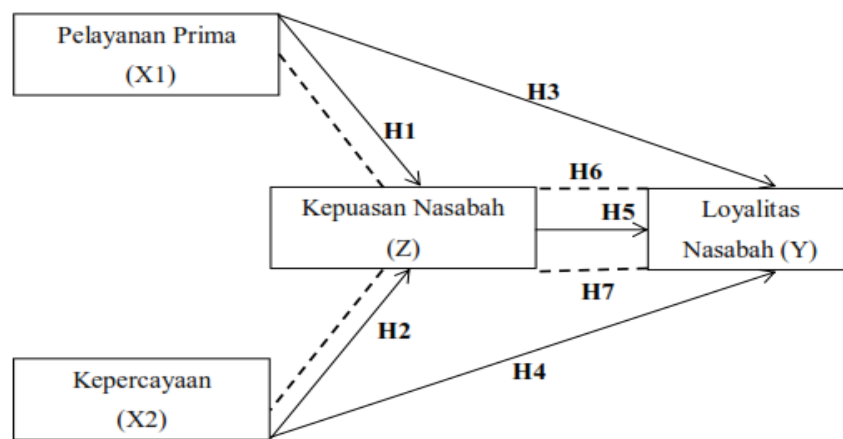 Pelayanan Prima
(X1)
H3
H1
H6
Kepuasan Nasabah
(Z)
H5
Loyalitas
Nasabah (Y)
H7
H2
Kepercayaan
(X2)
H4